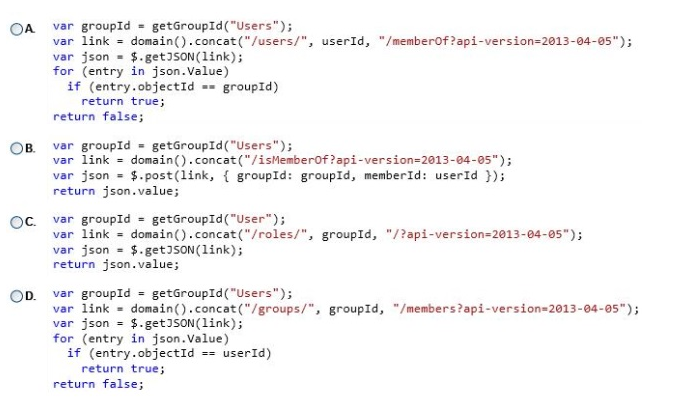 A. var groupId = getGroupId("Users");
var link = domain().concat("/users/", userId, "/memberOf?api-version=2013-04-05");
var json = $.getJSON(link);
for (entry in json.Value)
if (entry.objectId == groupId)
return true;
return false;
B. var groupId = getGroupId("Users");
var link = domain().concat("/isMemberOf?api-version=2013-04-05");
var json = $.post(link, { groupId: groupId, memberId: userId });
return json.value;
C. var groupId = getGroupId("User");
var link = domain().concat("/roles/", groupId, "/?api-version=2013-04-05");
var json = $.getJSON(link);
return json.value;
D. var groupId = getGroupId("Users");
var link = domain().concat("/groups/", groupId, "/members?api-version=2013-04-05");
var json = $.getJSON(link);
for (entry in json.Value)
if (entry.objectId == userId)
return true;
return false;